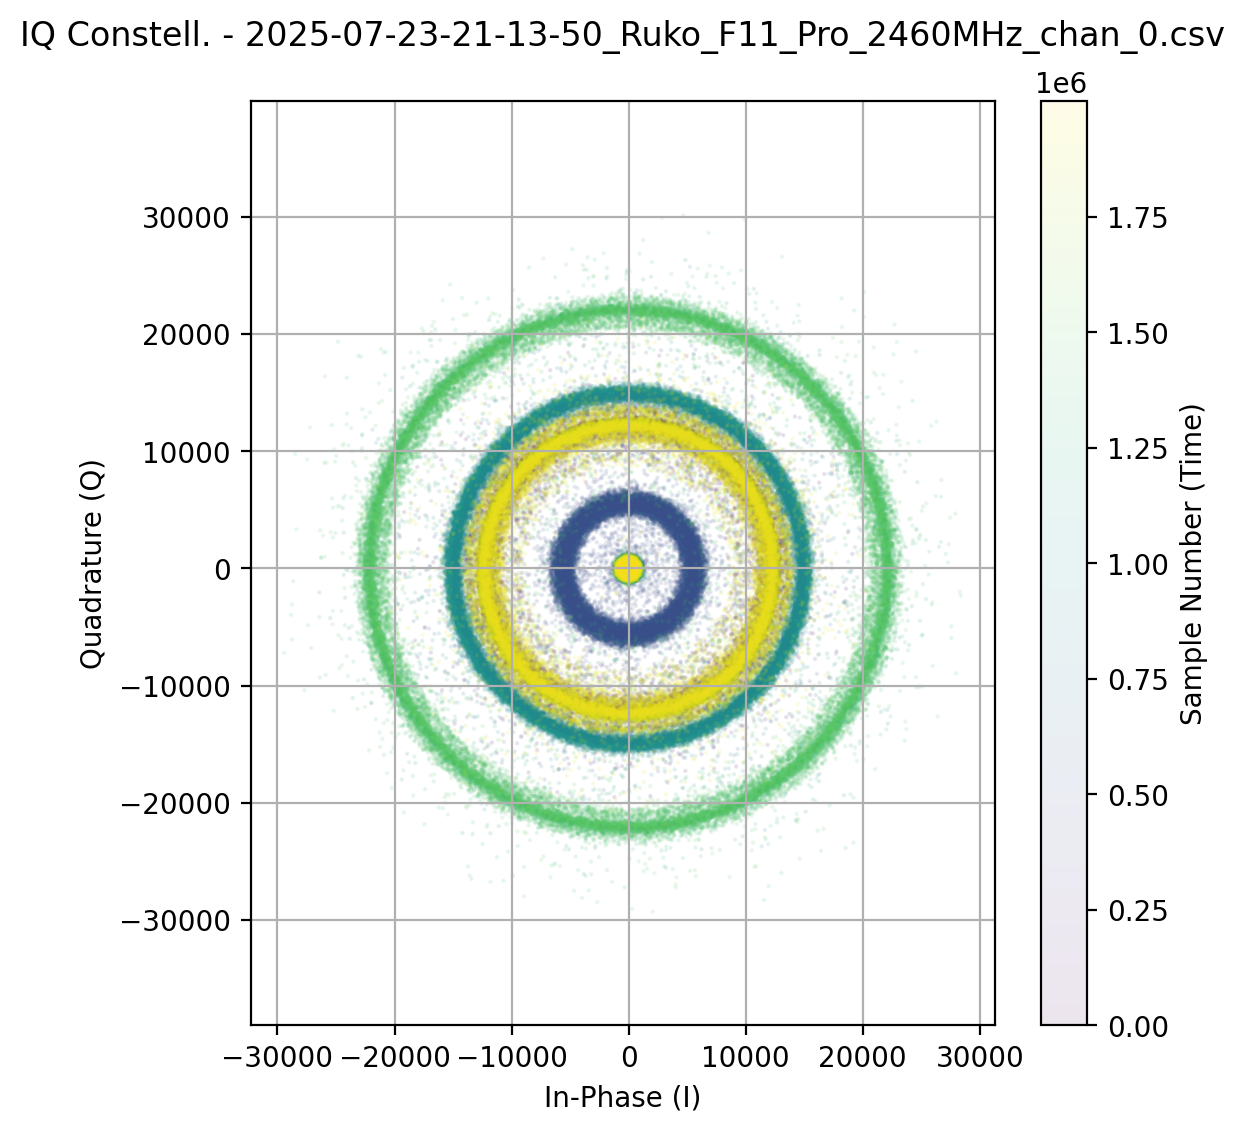 IQ Constell. - 2025-07-23-21-13-50_Ruko_F11_Pro_2460MHz_chan_0.csv
1e6
30000
20000
10000
0
−10000
−20000
−30000
Quadrature (Q)
−30000 −20000 −10000 0 10000 20000 30000
In-Phase (I)
1.75
1.50
1.25
1.00
0.75
0.50
0.25
0.00
Sample Number (Time)